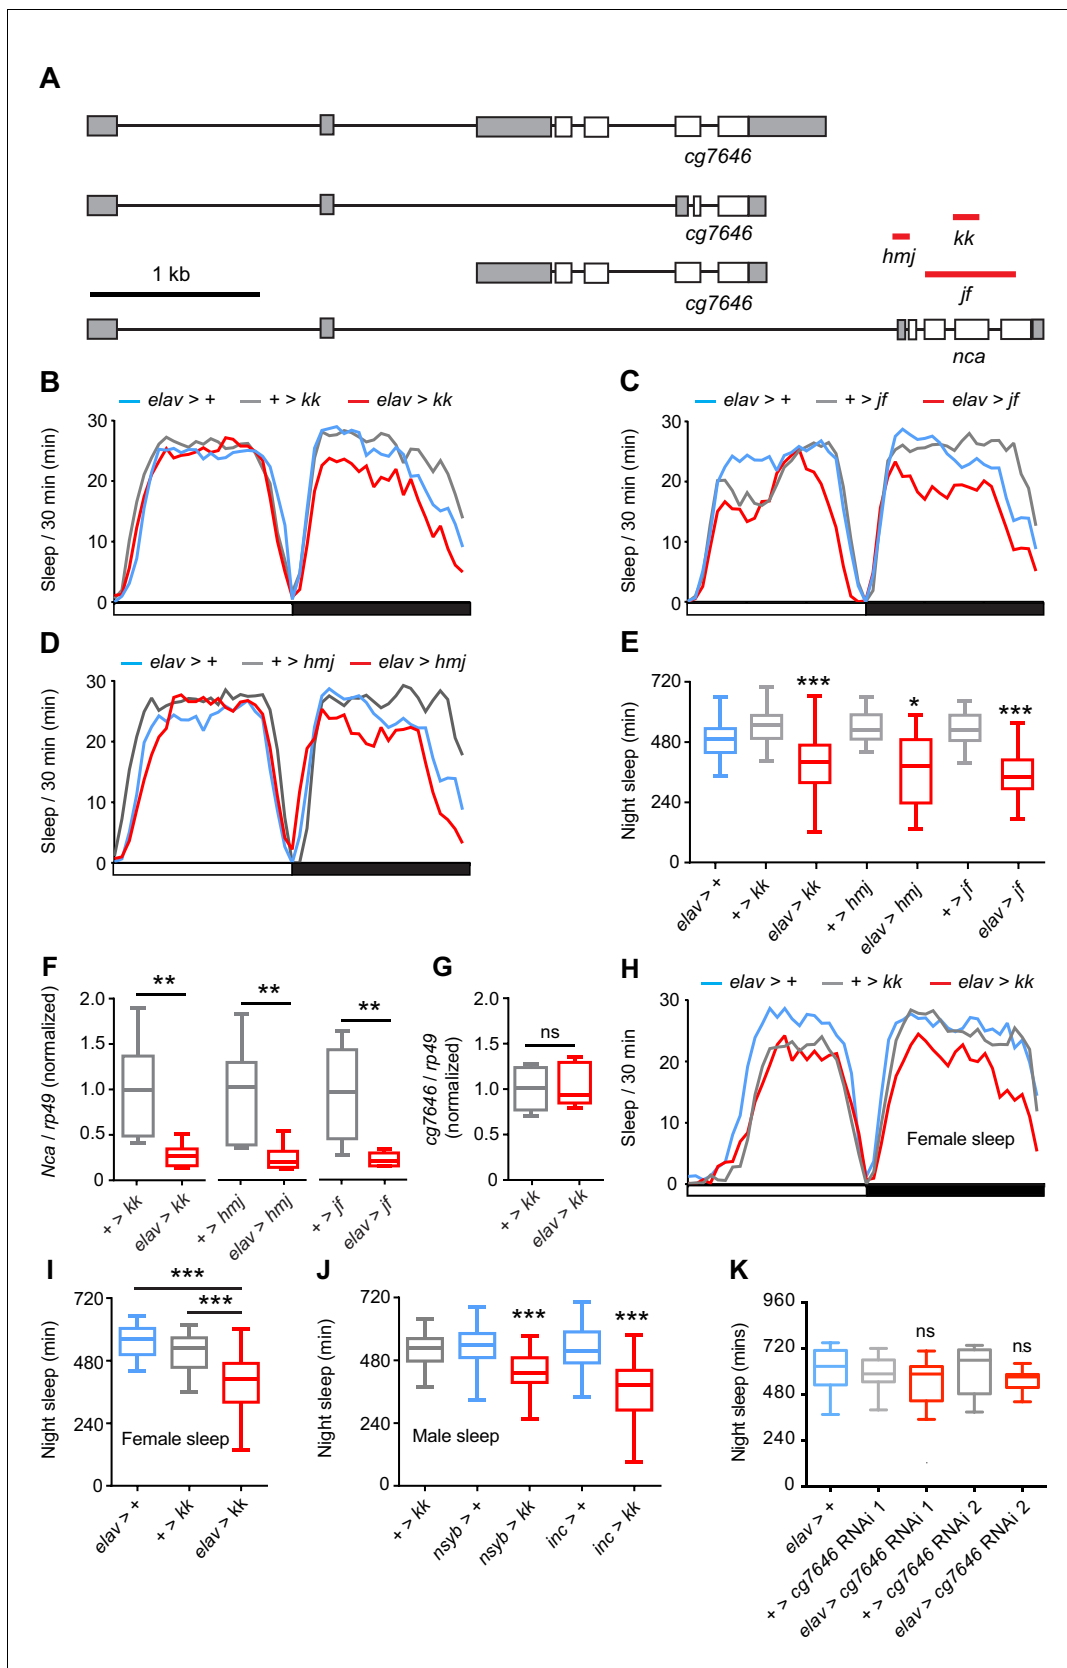 A
cg7646
cg7646
kk
hmj
1 kb
cg7646
jf
nca
B
elav > +
+ > kk
elav > kk
Sleep / 30 min (min)
30
20
10
0
C
elav > +
+ > jf
elav > jf
Sleep / 30 min (min)
30
20
10
0
D
elav > +
+ > hmj
elav > hmj
Sleep / 30 min (min)
30
20
10
0
E
Night sleep (min)
720
480
240
0
***
*
***
elav > +
+ > kk
elav > kk
+ > hmj
elav > hmj
+ > jf
elav > jf
F
Nca / rp49 (normalized)
2.0
1.5
1.0
0.5
0
**
**
**
+ > kk
elav > kk
+ > hmj
elav > hmj
+ > jf
elav > jf
G
cg7646 / rp49
(normalized)
2.0
1.5
1.0
0.5
0
ns
+ > kk
elav > kk
H
elav > +
+ > kk
elav > kk
Sleep / 30 min
30
20
10
0
Female sleep
I
Night sleep (min)
720
480
240
0
***
***
Female sleep
elav > +
+ > kk
elav > kk
J
Night sleep (min)
720
480
240
0
***
***
Male sleep
+ > kk
nsyb > +
nsyb > kk
inc > +
inc > kk
K
Night sleep (mins)
960
720
480
240
0
ns
ns
elav > +
+ > cg7646 RNAi 1
elav > cg7646 RNAi 1
+ > cg7646 RNAi 2
elav > cg7646 RNAi 2